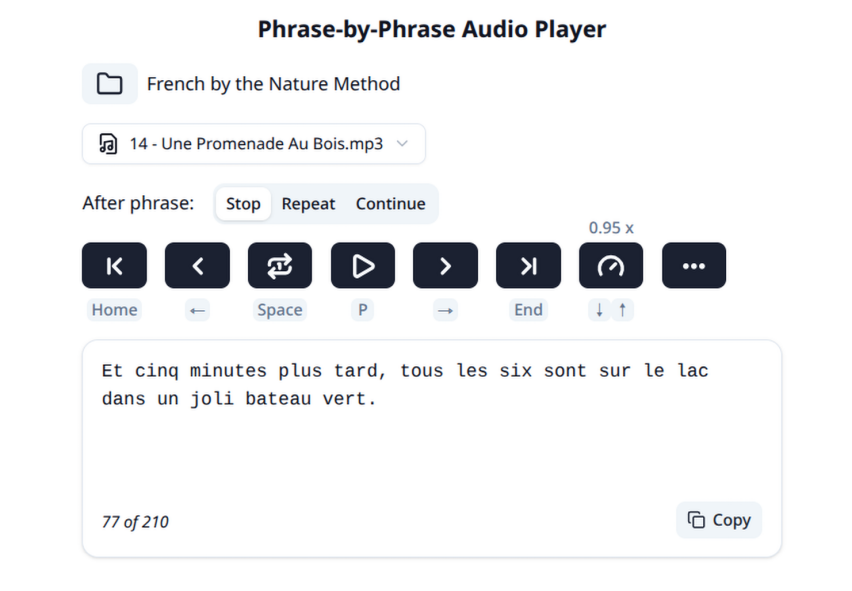 Phrase-by-Phrase Audio Player
French by the Nature Method
14 - Une Promenade Au Bois.mp3
After phrase: Stop Repeat Continue
0.95 x
Home ← Space P → End ↓ ↑
Et cinq minutes plus tard, tous les six sont sur le lac
dans un joli bateau vert.
77 of 210 Copy